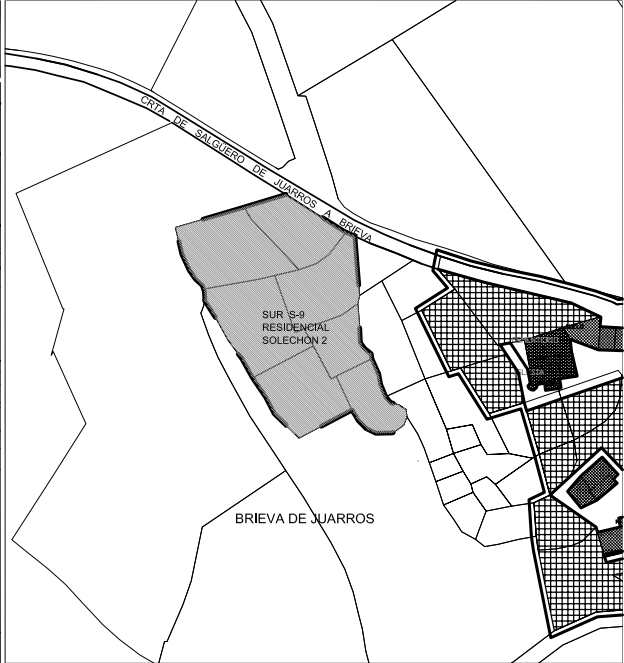 CRTA DE SALGUERO DE JUARROS A BRIEVA
SUR S-9
RESIDENCIAL
SOLECHON 2
BRIEVA DE JUARROS